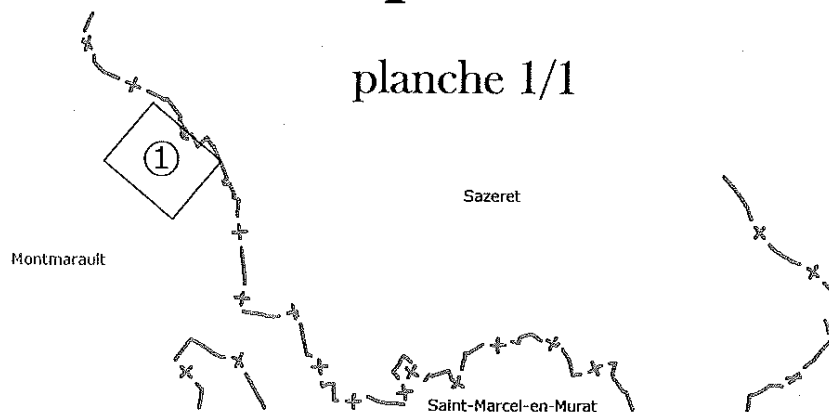 planche 1/1
①
Sazeret
Montmarault
Saint-Marcel-en-Murat